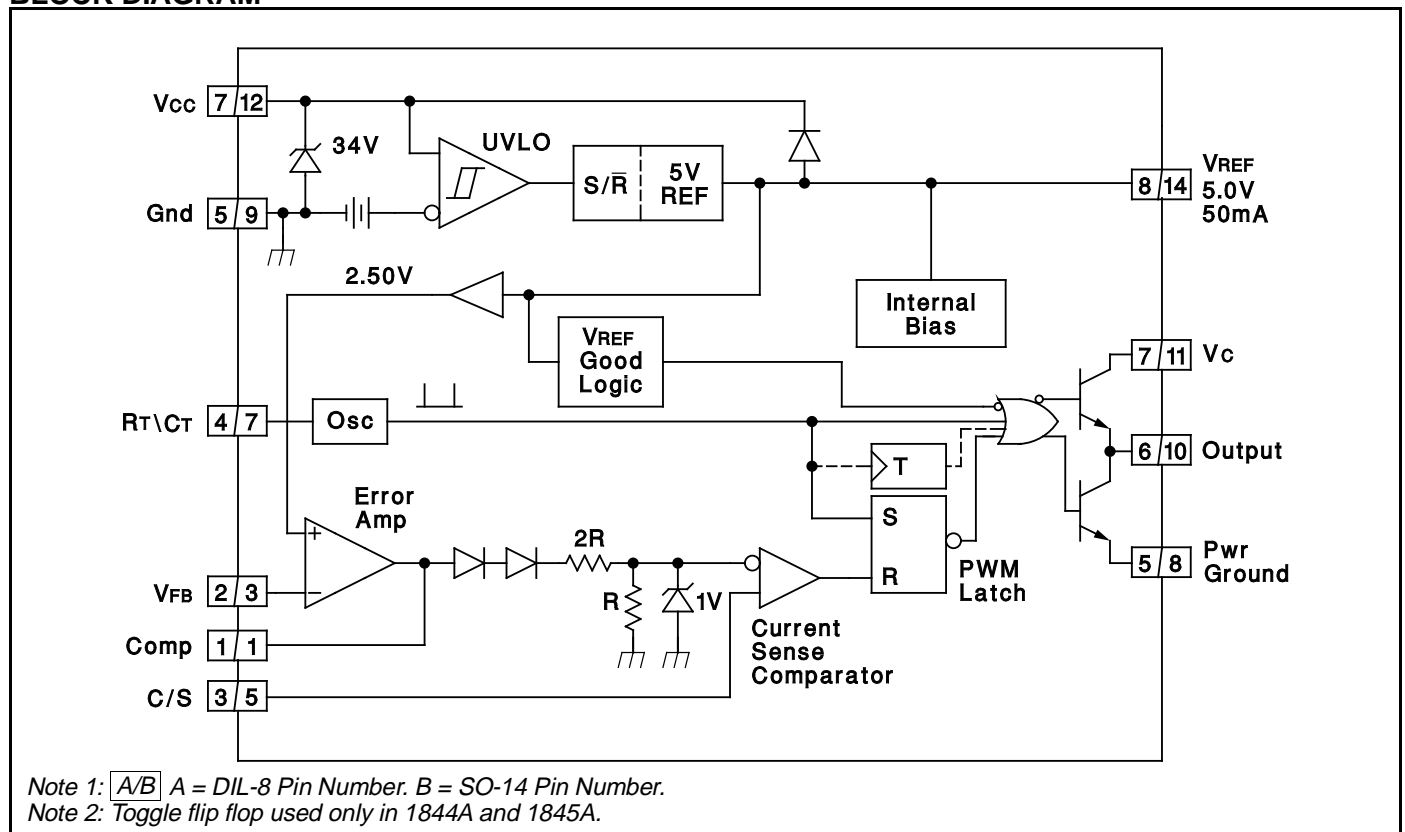 BLOCK DIAGRAM
Vcc 7/12
34V
UVLO
S/R̅
5V
REF
8/14 VREF
5.0V
50mA
Gnd 5/9
2.50V
Internal
Bias
VREF
Good
Logic
7/11 Vc
RT\CT 4/7
Osc
T
6/10 Output
Error
Amp
+
−
S
R
PWM
Latch
2R
R
1V
5/8 Pwr
Ground
VFB 2/3
Comp 1/1
Current
Sense
Comparator
C/S 3/5
Note 1: A/B A = DIL-8 Pin Number. B = SO-14 Pin Number.
Note 2: Toggle flip flop used only in 1844A and 1845A.